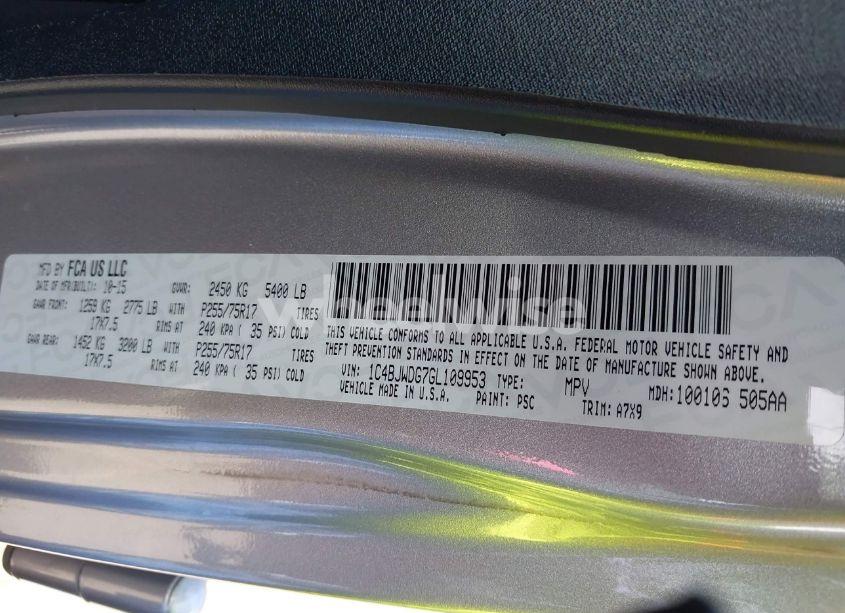 MFD BY FCA US LLC
DATE OF MFR(BUILT): 10-15 GVWR: 2450 KG 5400 LB
GAWR FRONT: 1259 KG 2775 LB WITH P255/75R17 TIRES
17X7.5 RIMS AT 240 KPA ( 35 PSI) COLD
GAWR REAR: 1452 KG 3200 LB WITH P255/75R17 TIRES
17X7.5 RIMS AT 240 KPA ( 35 PSI) COLD
THIS VEHICLE CONFORMS TO ALL APPLICABLE U.S.A. FEDERAL MOTOR VEHICLE SAFETY AND
THEFT PREVENTION STANDARDS IN EFFECT ON THE DATE OF MANUFACTURE SHOWN ABOVE.
VIN: 1C4BJWDG7GL109953 TYPE: MPV MDH: 100106 505AA
VEHICLE MADE IN U.S.A. PAINT: PSC TRIM: A7X9
wheelwise